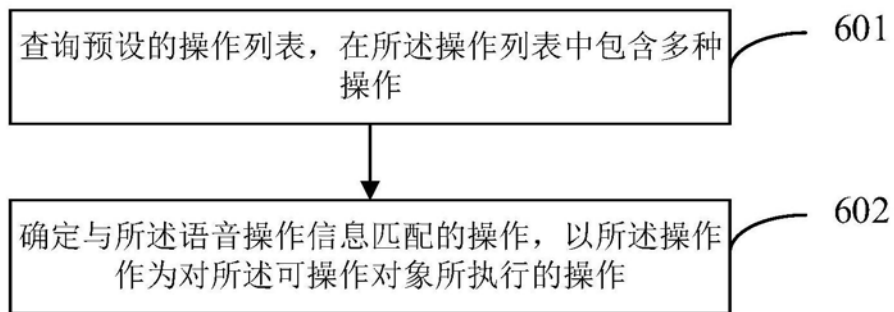 查询预设的操作列表，在所述操作列表中包含多种
操作
601
确定与所述语音操作信息匹配的操作，以所述操作
作为对所述可操作对象所执行的操作
602